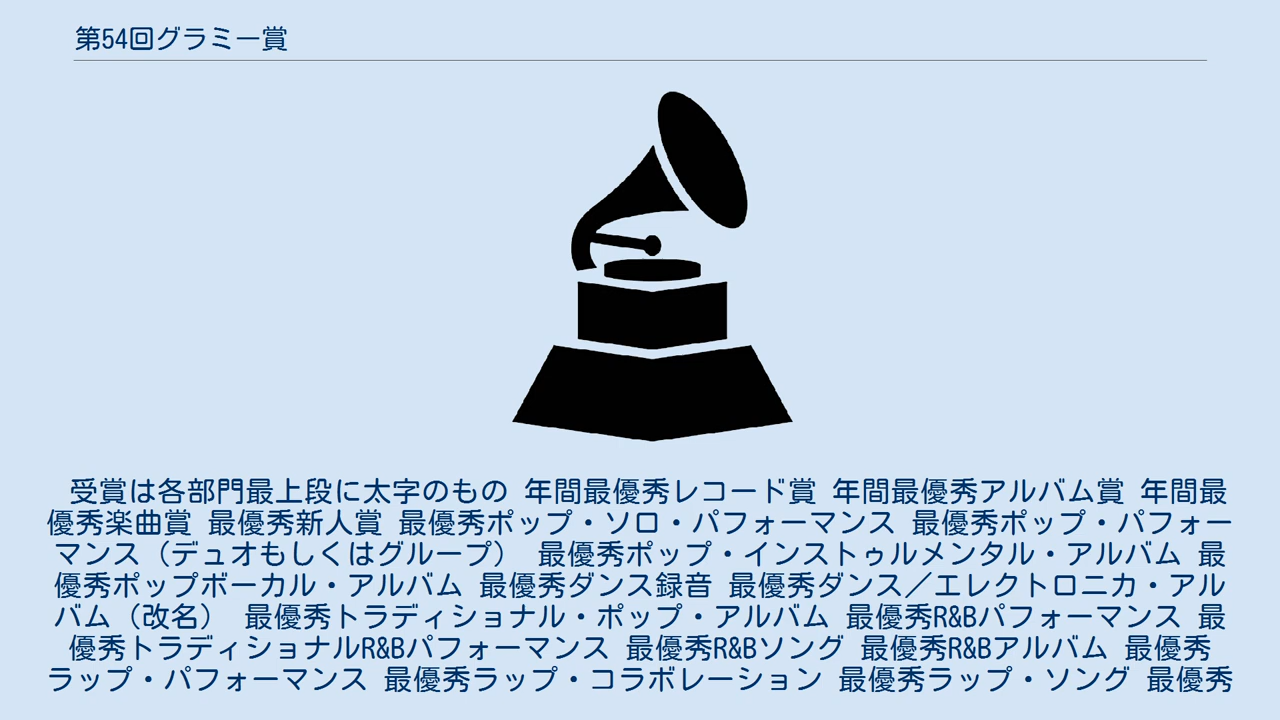 第54回グラミー賞
受賞は各部門最上段に太字のもの 年間最優秀レコード賞 年間最優秀アルバム賞 年間最
優秀楽曲賞 最優秀新人賞 最優秀ポップ・ソロ・パフォーマンス 最優秀ポップ・パフォー
マンス（デュオもしくはグループ） 最優秀ポップ・インストゥルメンタル・アルバム 最
優秀ポップボーカル・アルバム 最優秀ダンス録音 最優秀ダンス／エレクトロニカ・アル
バム（改名） 最優秀トラディショナル・ポップ・アルバム 最優秀R&Bパフォーマンス 最
優秀トラディショナルR&Bパフォーマンス 最優秀R&Bソング 最優秀R&Bアルバム 最優秀
ラップ・パフォーマンス 最優秀ラップ・コラボレーション 最優秀ラップ・ソング 最優秀